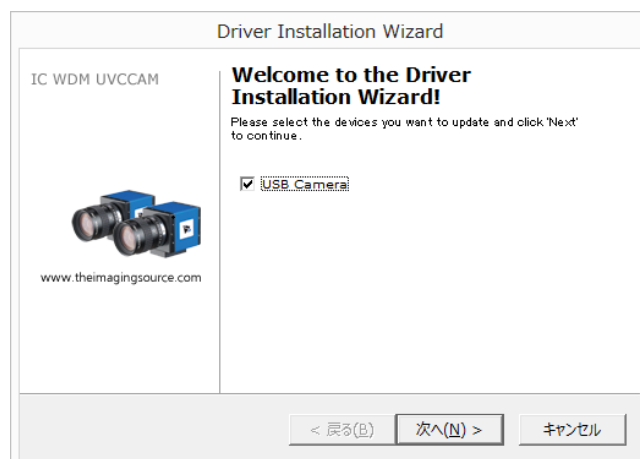 Driver Installation Wizard
IC WDM UVCCAM
www.theimagingsource.com
Welcome to the Driver
Installation Wizard!
Please select the devices you want to update and click 'Next'
to continue.
USB Camera
< 戻る(B)
次へ(N) >
キャンセル